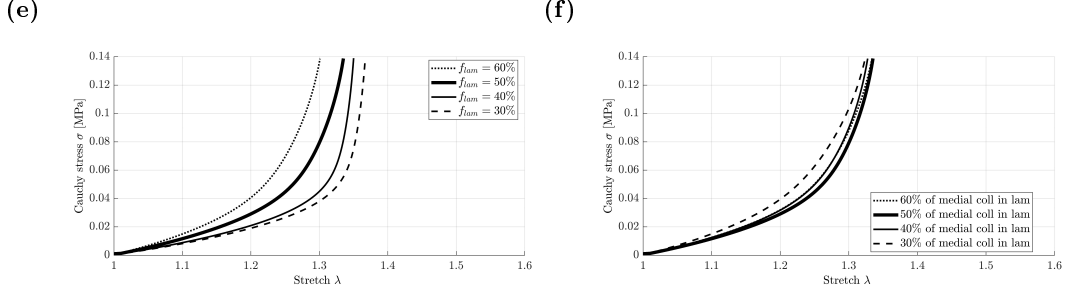 (e)
(f)
0.14
0.12
0.1
0.08
0.06
0.04
0.02
0
Cauchy stress σ [MPa]
1
1.1
1.2
1.3
1.4
1.5
1.6
Stretch λ
f_lam = 60%
f_lam = 50%
f_lam = 40%
f_lam = 30%
0.14
0.12
0.1
0.08
0.06
0.04
0.02
0
Cauchy stress σ [MPa]
1
1.1
1.2
1.3
1.4
1.5
1.6
Stretch λ
60% of medial coll in lam
50% of medial coll in lam
40% of medial coll in lam
30% of medial coll in lam